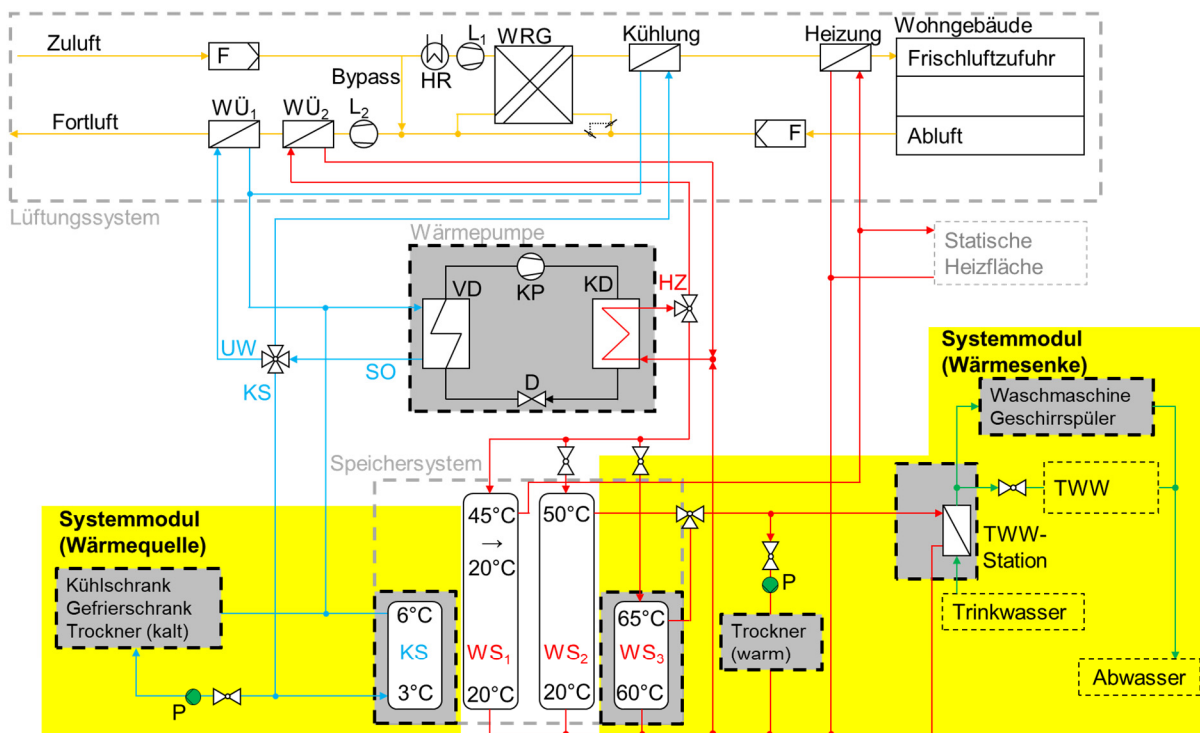 Wohngebäude
Zuluft
F
L₁
WRG
Kühlung
Heizung
Frischluftzufuhr
HR
Bypass
WÜ₁
WÜ₂
L₂
Fortluft
F
Abluft
Lüftungssystem
Wärmepumpe
Statische
Heizfläche
VD
KP
KD
HZ
UW
SO
KS
D
Systemmodul
(Wärmesenke)
Waschmaschine
Geschirrspüler
Speichersystem
TWW
TWW-
Station
Trinkwasser
Abwasser
Systemmodul
(Wärmequelle)
Kühlschrank
Gefrierschrank
Trockner (kalt)
P
6°C
KS
3°C
45°C
→
20°C
WS₁
20°C
50°C
WS₂
20°C
65°C
WS₃
60°C
P
Trockner
(warm)